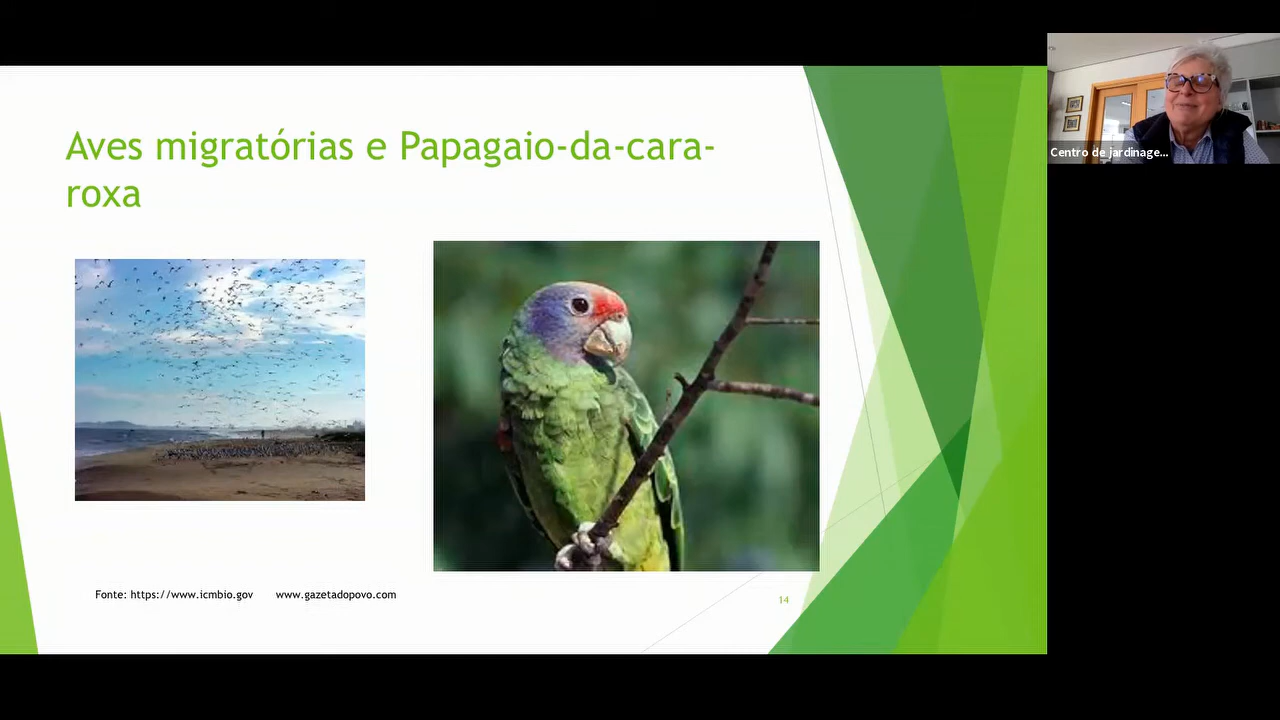 Aves migratórias e Papagaio-da-cara-
roxa
Centro de jardinage...
Fonte: https://www.icmbio.gov www.gazetadopovo.com
14